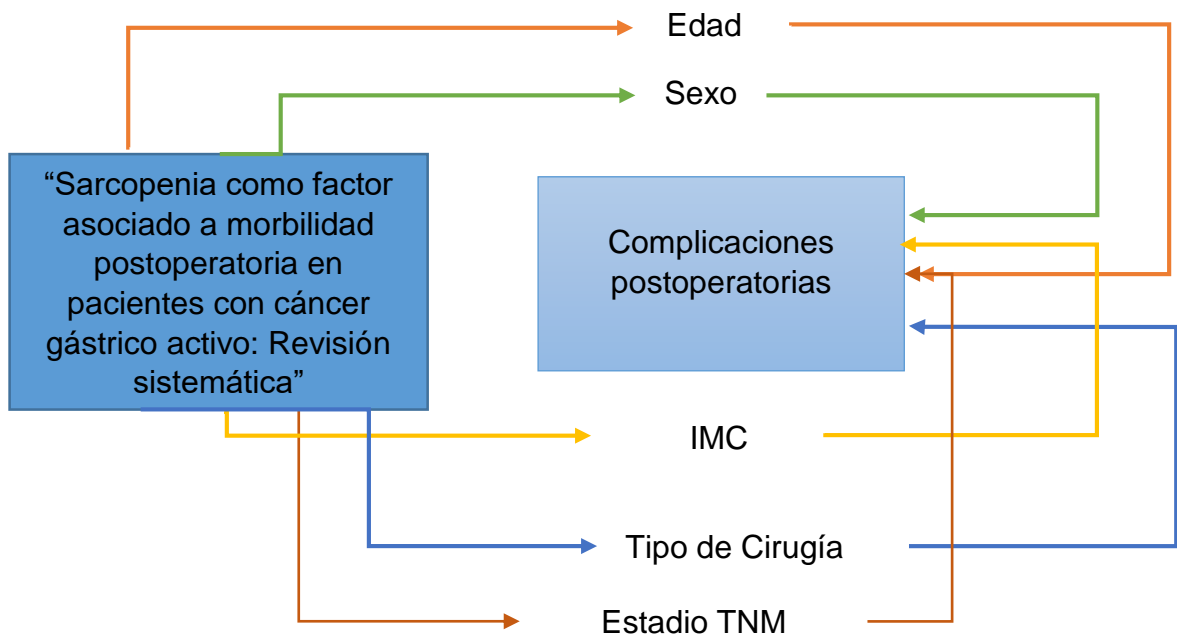 Edad
Sexo
“Sarcopenia como factor
asociado a morbilidad
postoperatoria en
pacientes con cáncer
gástrico activo: Revisión
sistemática”
Complicaciones
postoperatorias
IMC
Tipo de Cirugía
Estadio TNM